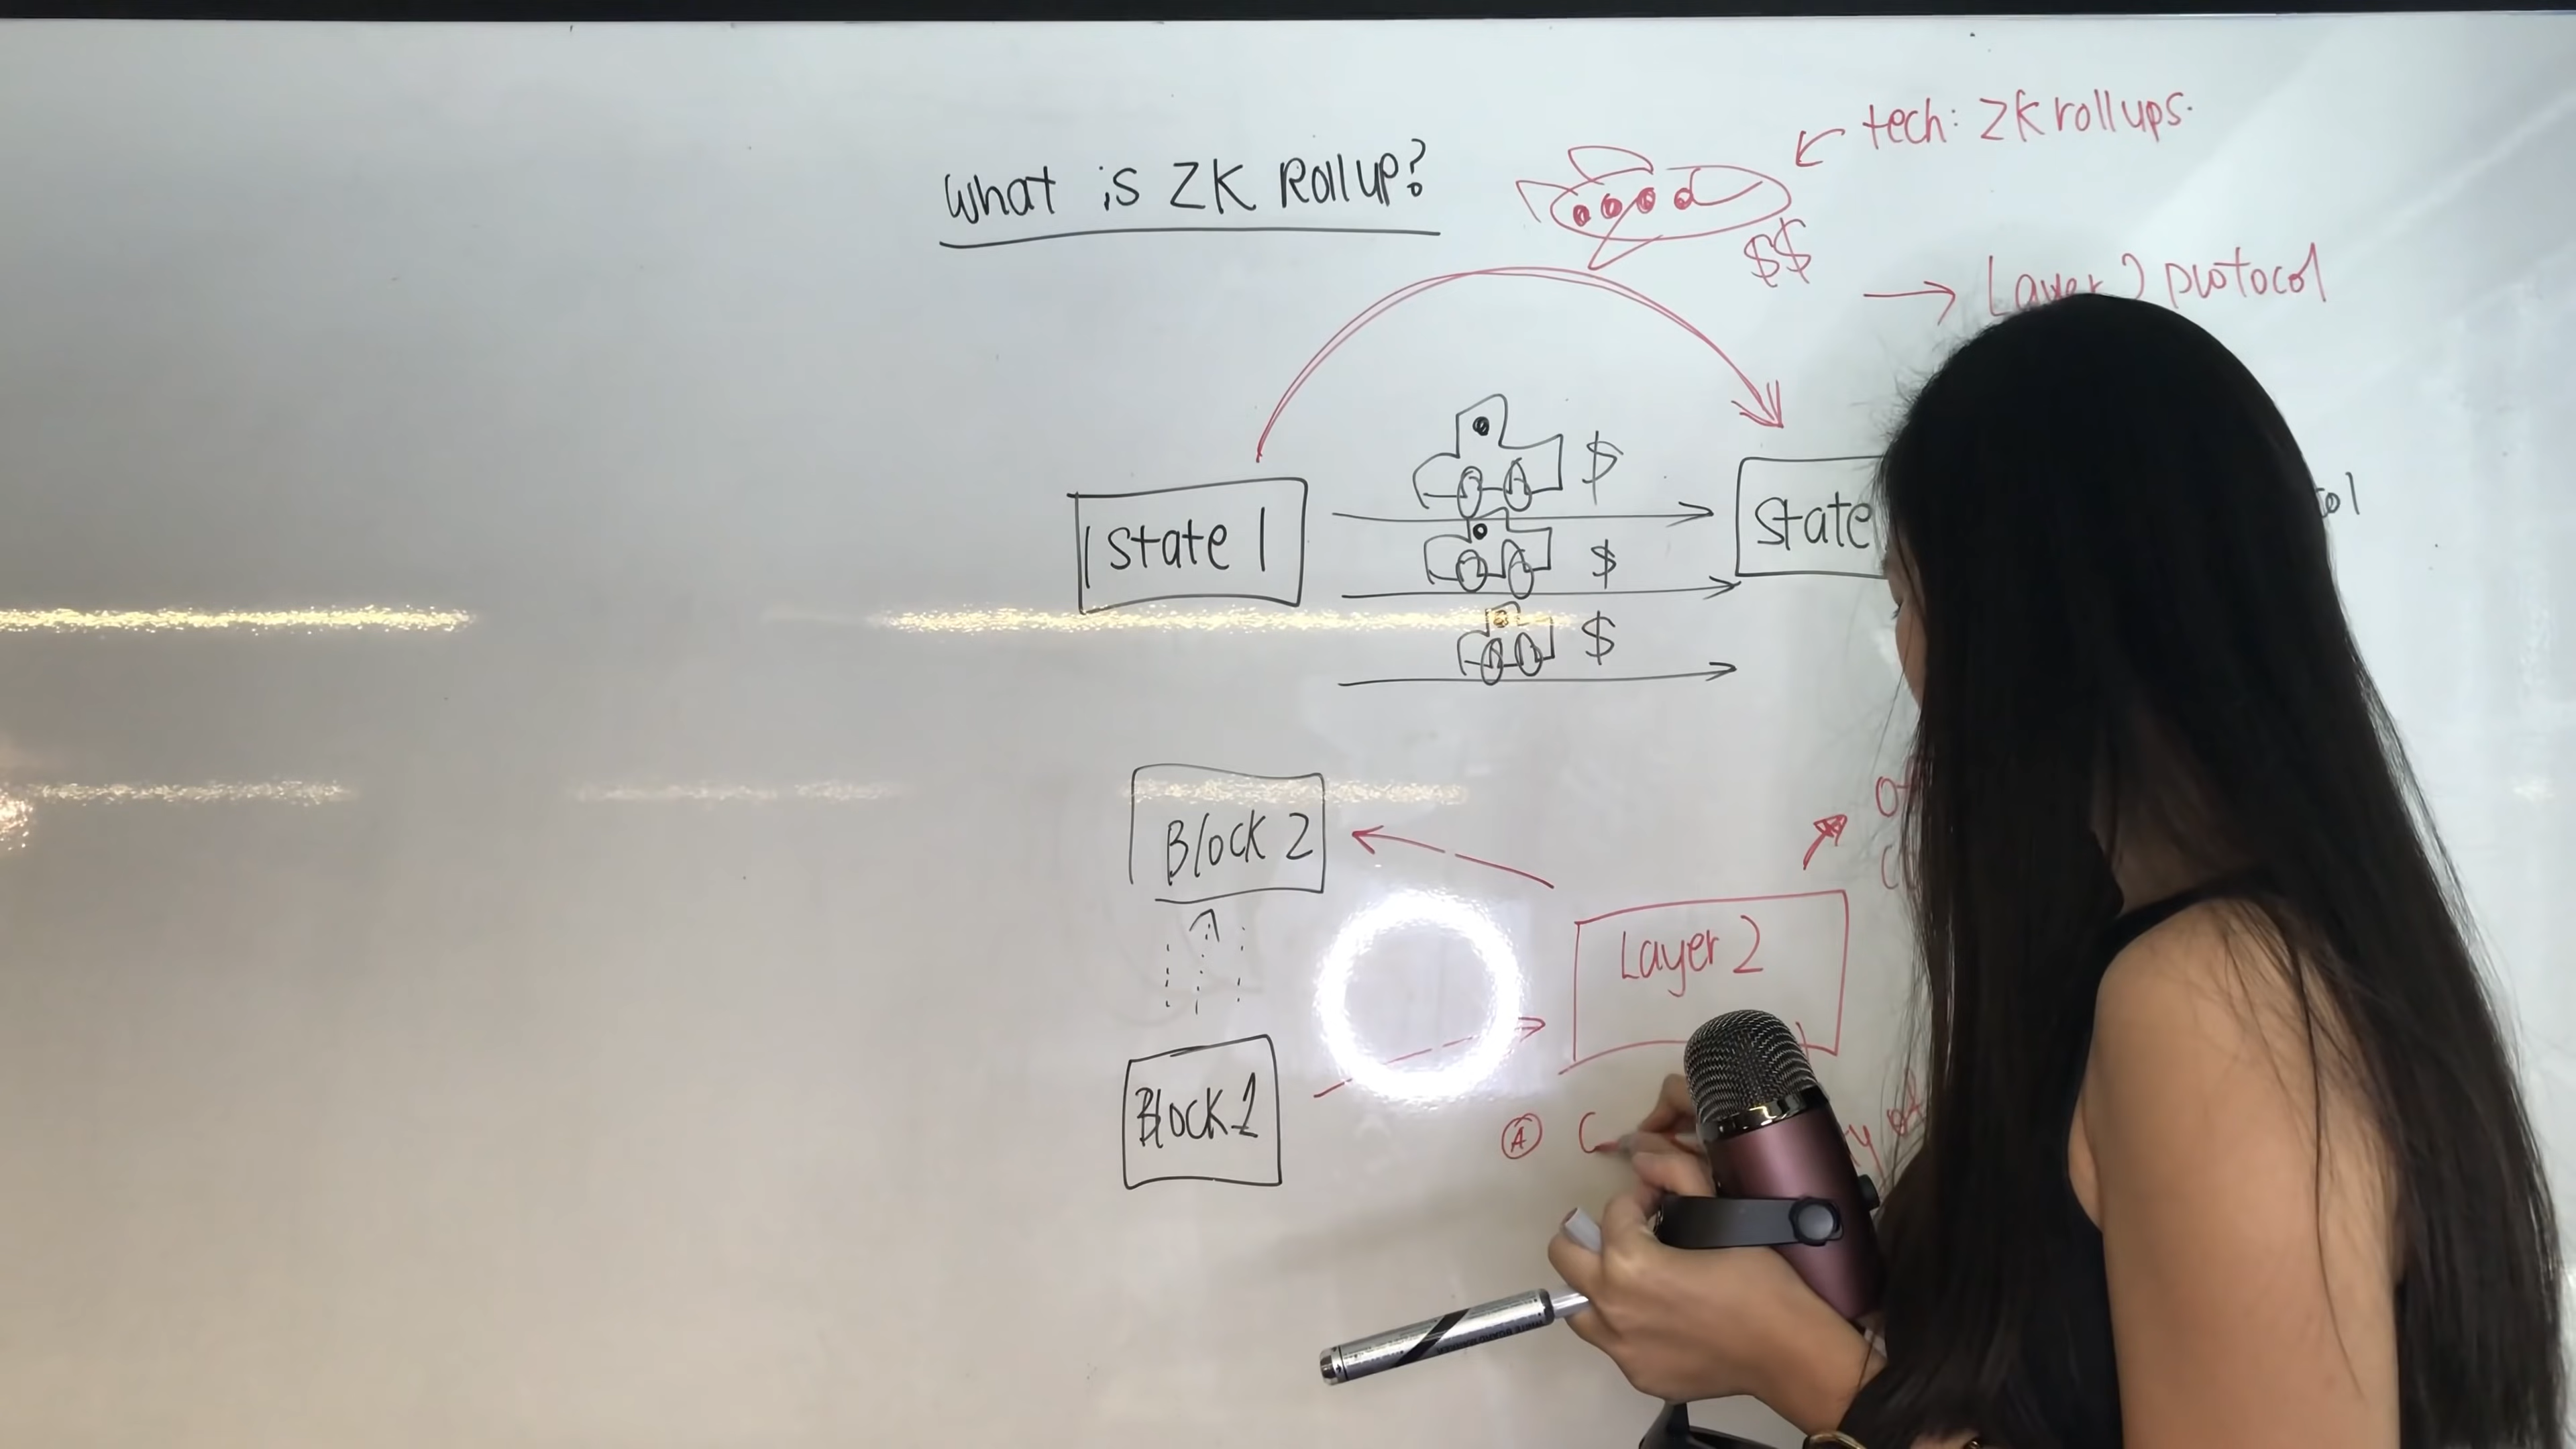 What is ZK Rollup?
tech: ZK rollups.
$$
→ Layer 2 protocol
State 1
$
$
$
State
Block 2
Layer 2
Block 1
Ⓐ C